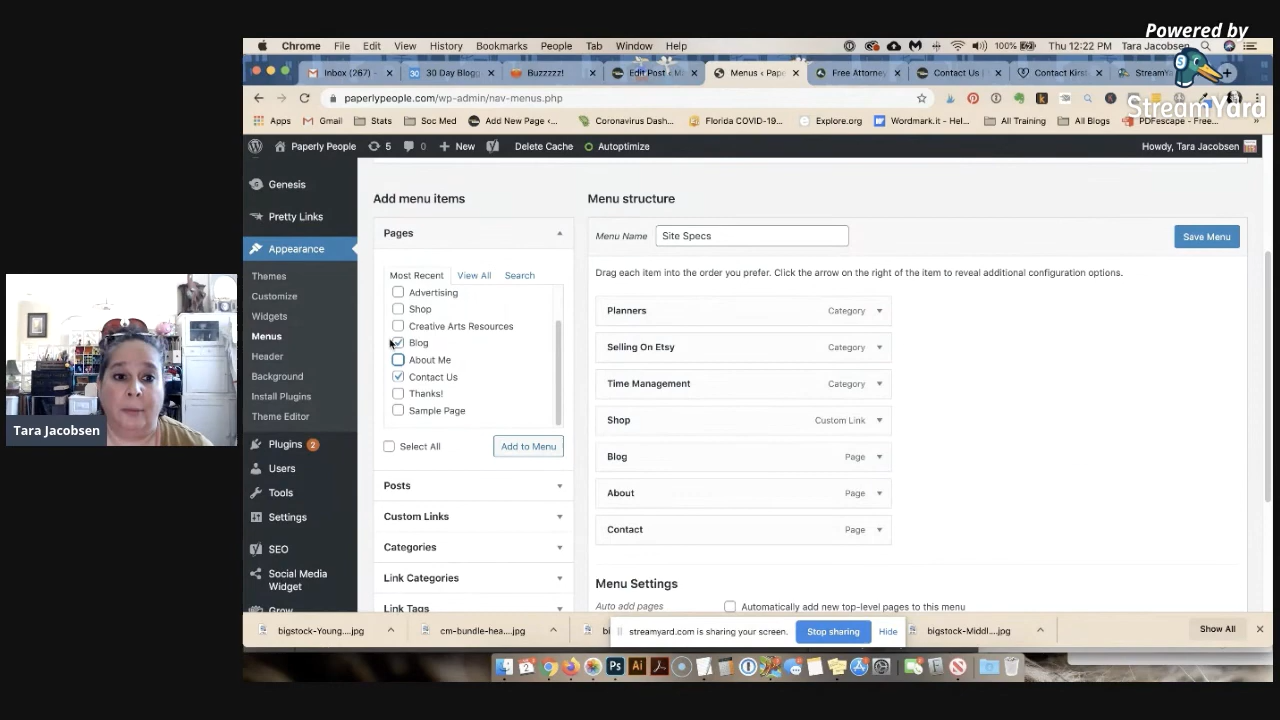 Powered by
StreamYard
Chrome File Edit View History Bookmarks People Tab Window Help
100% Thu 12:22 PM Tara Jacobsen
Inbox (267) -
30 Day Blogg
Buzzzzz!
Edit Post
Menus < Pape
Free Attorney
Contact Us |
Contact Kirst
StreamYa
paperlypeople.com/wp-admin/nav-menus.php
Apps Gmail Stats Soc Med Add New Page <... Coronavirus Dash... Florida COVID-19... Explore.org Wordmark.it - Hel... All Training All Blogs PDFescape - Free...
Paperly People 5 0 New Delete Cache Autoptimize
Howdy, Tara Jacobsen
Genesis
Pretty Links
Appearance
Themes
Customize
Widgets
Menus
Header
Background
Install Plugins
Theme Editor
Plugins 2
Users
Tools
Settings
SEO
Social Media
Widget
Grow
Add menu items
Pages
Most Recent View All Search
Advertising
Shop
Creative Arts Resources
Blog
About Me
Contact Us
Thanks!
Sample Page
Select All
Add to Menu
Posts
Custom Links
Categories
Link Categories
Link Tags
Menu structure
Menu Name Site Specs Save Menu
Drag each item into the order you prefer. Click the arrow on the right of the item to reveal additional configuration options.
Planners Category
Selling On Etsy Category
Time Management Category
Shop Custom Link
Blog Page
About Page
Contact Page
Menu Settings
Auto add pages Automatically add new top-level pages to this menu
Tara Jacobsen
bigstock-Young....jpg
cm-bundle-hea....jpg
bi
streamyard.com is sharing your screen. Stop sharing Hide
bigstock-Middl....jpg
Show All